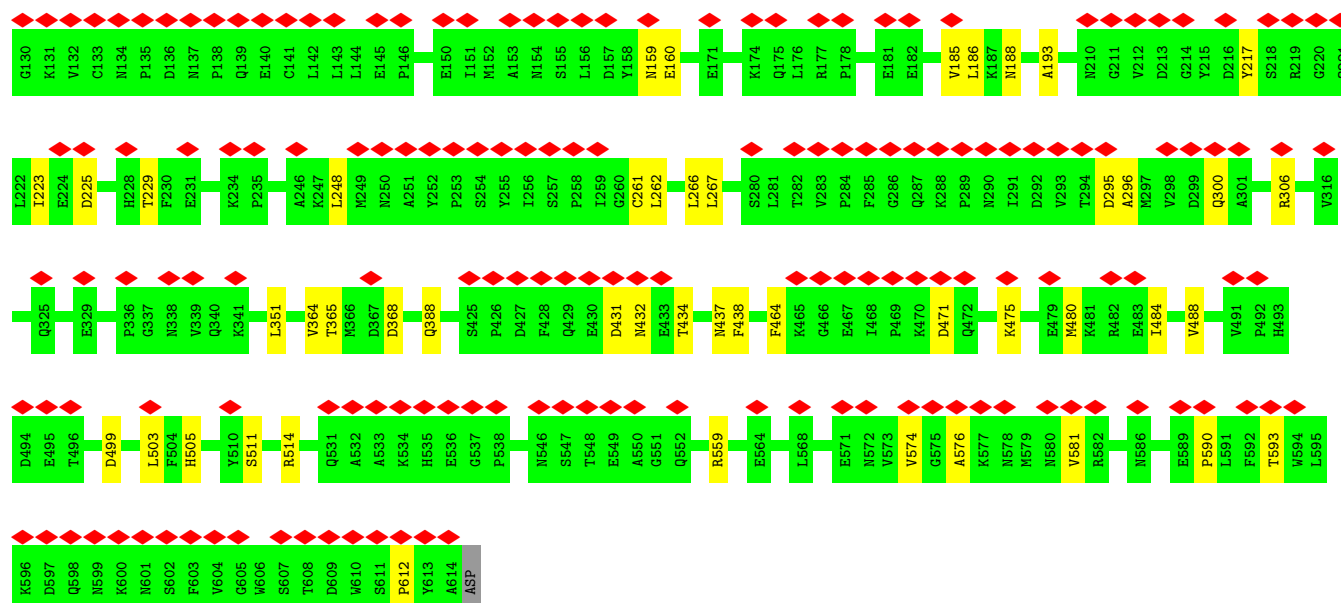 G130 K131 V132 C133 N134 P135 D136 N137 P138 Q139 E140 C141 L142 L143 L144 E145 P146 E150 I151 M152 A153 N154 S155 L156 D157 Y158 N159 E160 E171 K174 Q175 L176 R177 P178 E181 E182 V185 L186 K187 N188 A193 N210 G211 V212 D213 G214 Y215 D216 Y217 S218 R219 G220
L222 I223 E224 D225 H228 T229 F230 E231 K234 P235 A246 K247 L248 M249 N250 A251 Y252 P253 S254 Y255 I256 S257 P258 I259 G260 C261 L262 L266 L267 S280 L281 T282 V283 P284 F285 G286 Q287 K288 P289 N290 I291 D292 V293 T294 D295 A296 M297 V298 D299 Q300 A301 R306 V316
Q325 E329 P336 G337 N338 V339 Q340 K341 L351 V364 T365 M366 D367 D368 Q388 S425 P426 D427 F428 Q429 E430 D431 N432 E433 T434 N437 F438 F464 K465 G466 E467 I468 P469 K470 D471 Q472 K475 E479 M480 K481 R482 E483 I484 V488 V491 P492 H493
D494 E495 T496 D499 L503 F504 H505 Y510 S511 R514 Q531 A532 A533 K534 H535 E536 G537 P538 N546 S547 T548 E549 A550 G551 Q552 R559 E564 L568 E571 N572 V573 V574 G575 A576 K577 N578 M579 N580 V581 R582 N586 E589 P590 L591 F592 T593 W594 L595
K596 D597 Q598 N599 K600 N601 S602 F603 V604 G605 W606 S607 T608 D609 W610 S611 P612 Y613 A614 ASP